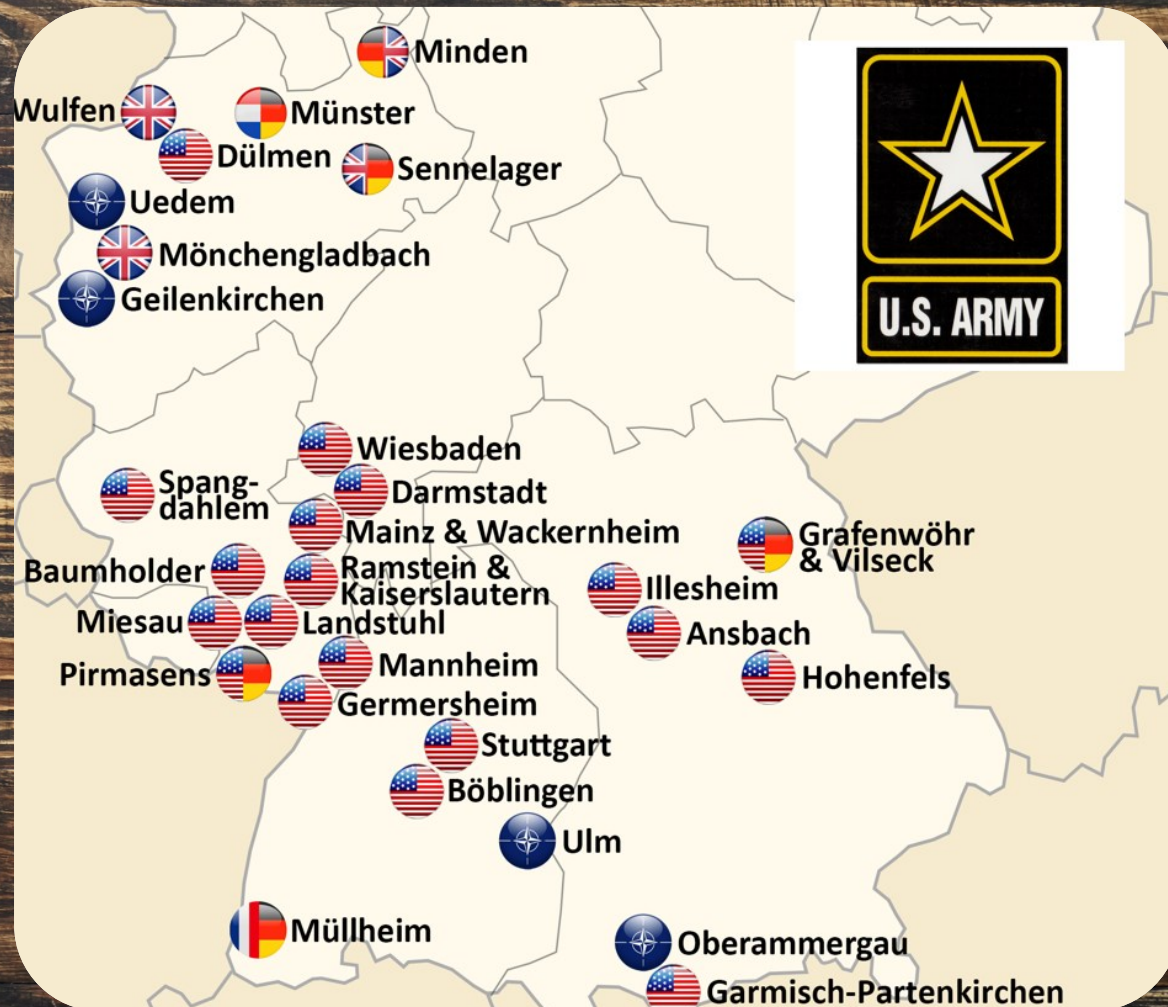 Minden
Wulfen
Münster
Dülmen
Sennelager
Uedem
Mönchengladbach
Geilenkirchen
U.S. ARMY
Wiesbaden
Spang-
dahlem
Darmstadt
Mainz & Wackernheim
Grafenwöhr
& Vilseck
Baumholder
Ramstein &
Kaiserslautern
Illesheim
Miesau
Landstuhl
Ansbach
Pirmasens
Mannheim
Hohenfels
Germersheim
Stuttgart
Böblingen
Ulm
Müllheim
Oberammergau
Garmisch-Partenkirchen